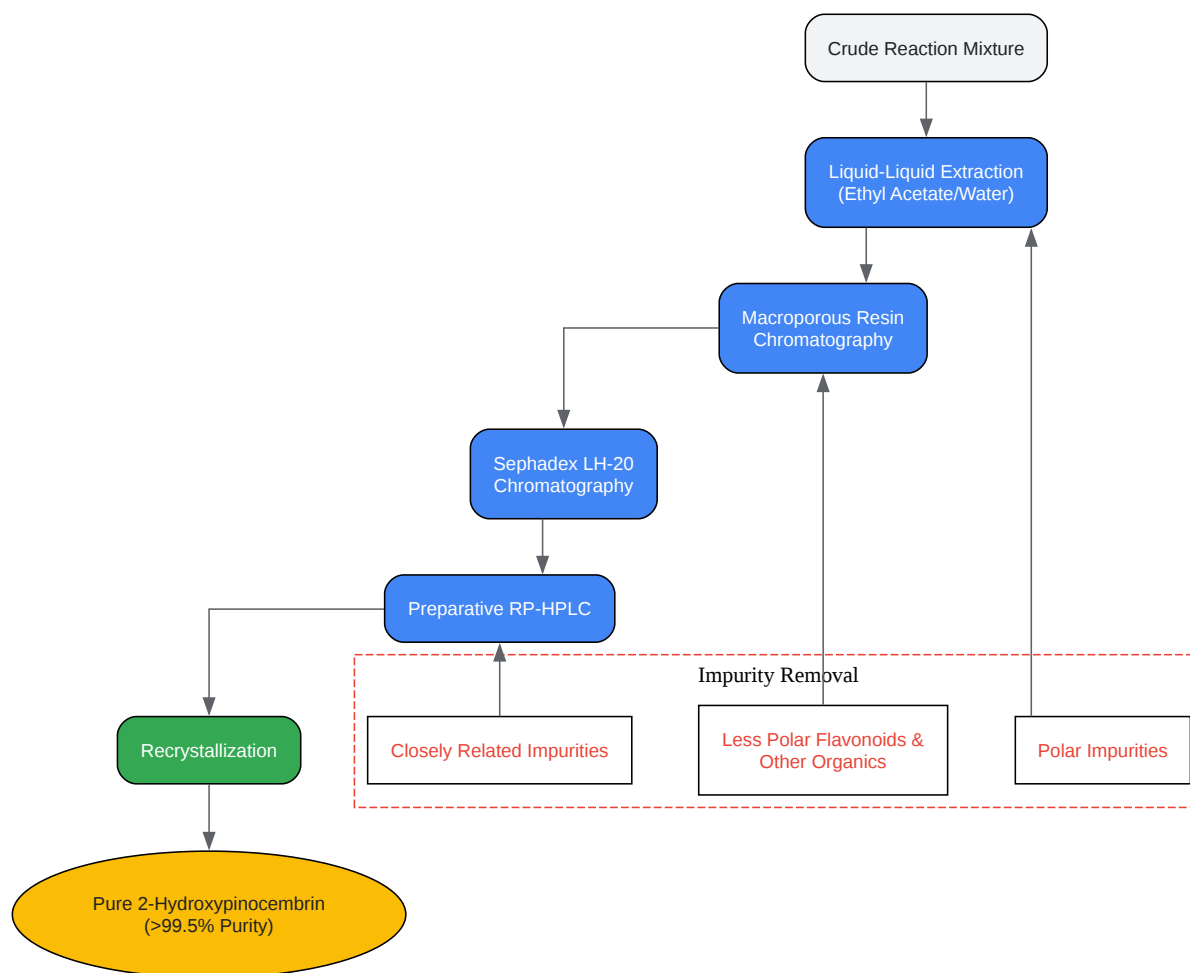 Crude Reaction Mixture
Liquid-Liquid Extraction
(Ethyl Acetate/Water)
Macroporous Resin
Chromatography
Sephadex LH-20
Chromatography
Preparative RP-HPLC
Impurity Removal
Recrystallization
Closely Related Impurities
Less Polar Flavonoids &
Other Organics
Polar Impurities
Pure 2-Hydroxypinocembrin
(>99.5% Purity)